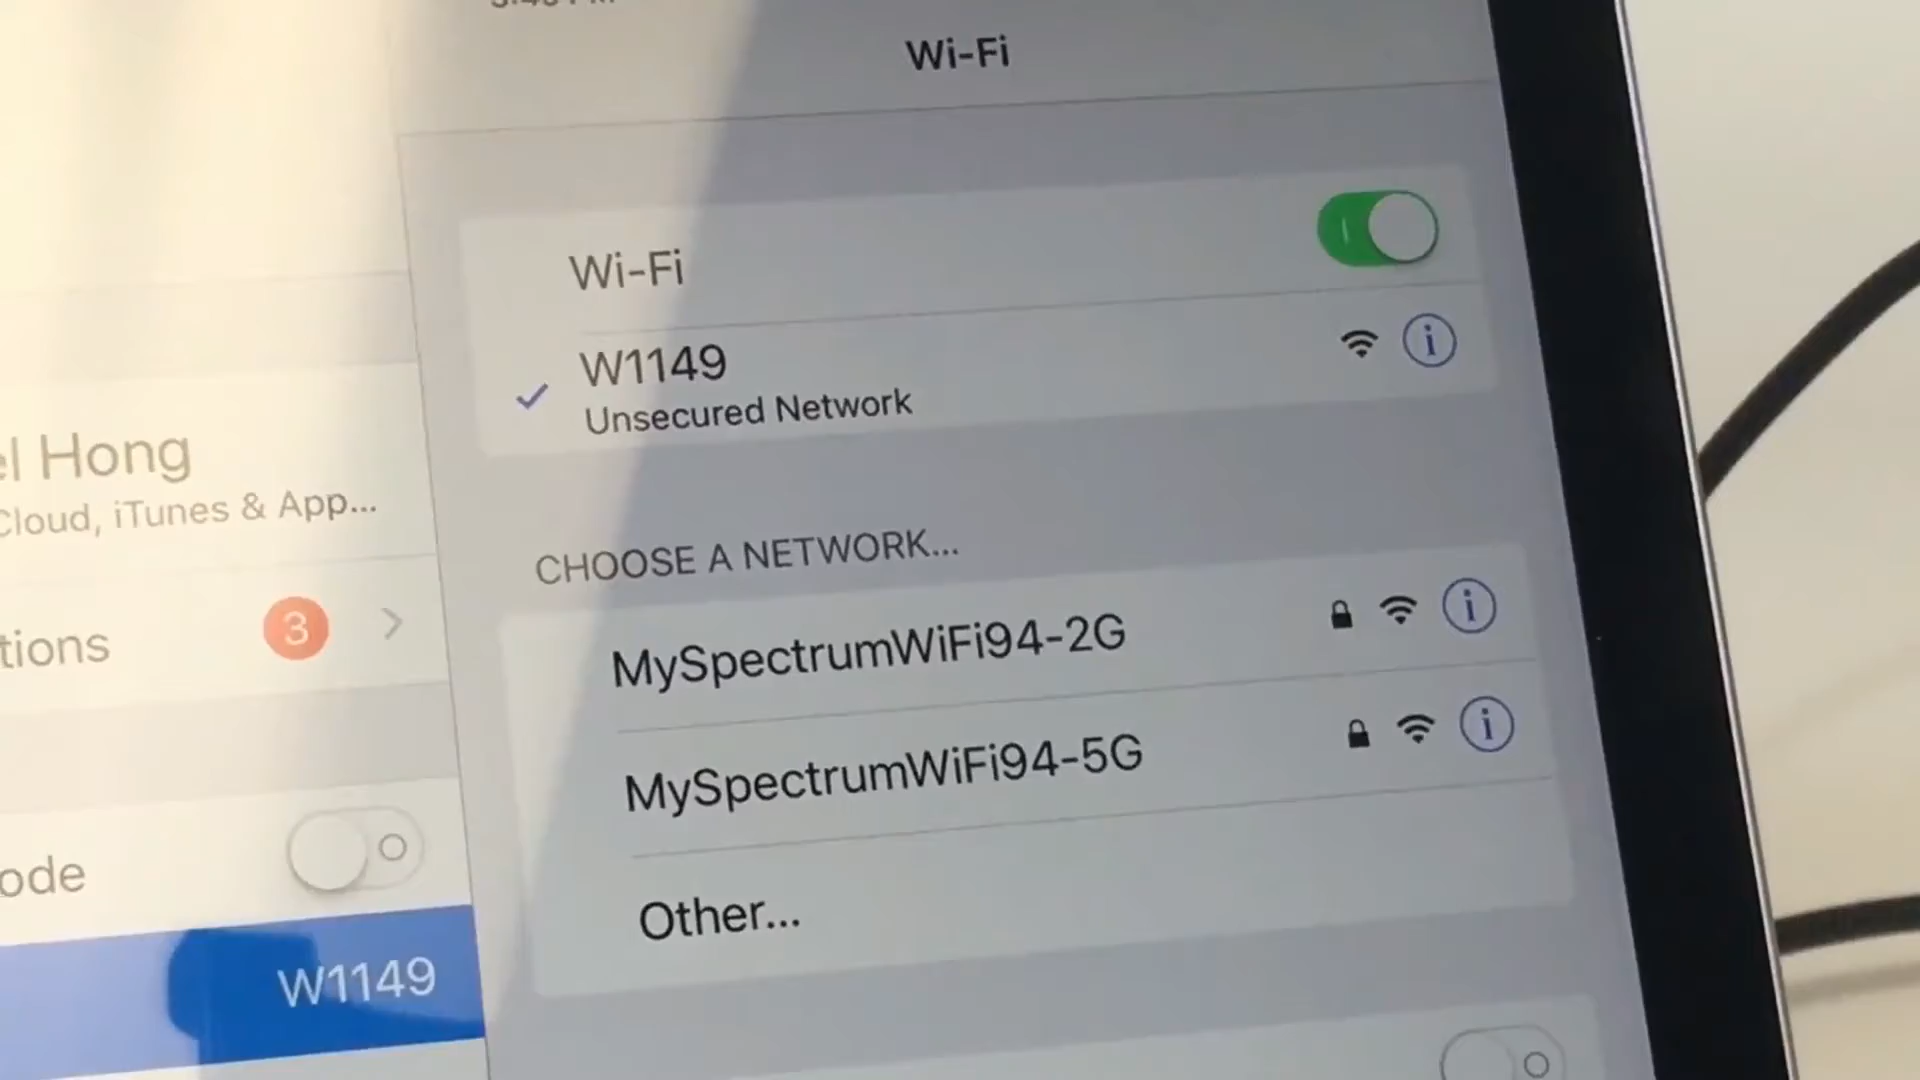 Wi-Fi
Wi-Fi
W1149
Unsecured Network
CHOOSE A NETWORK...
MySpectrumWiFi94-2G
MySpectrumWiFi94-5G
Other...
Hong
Cloud, iTunes & App...
tions
3
ode
W1149